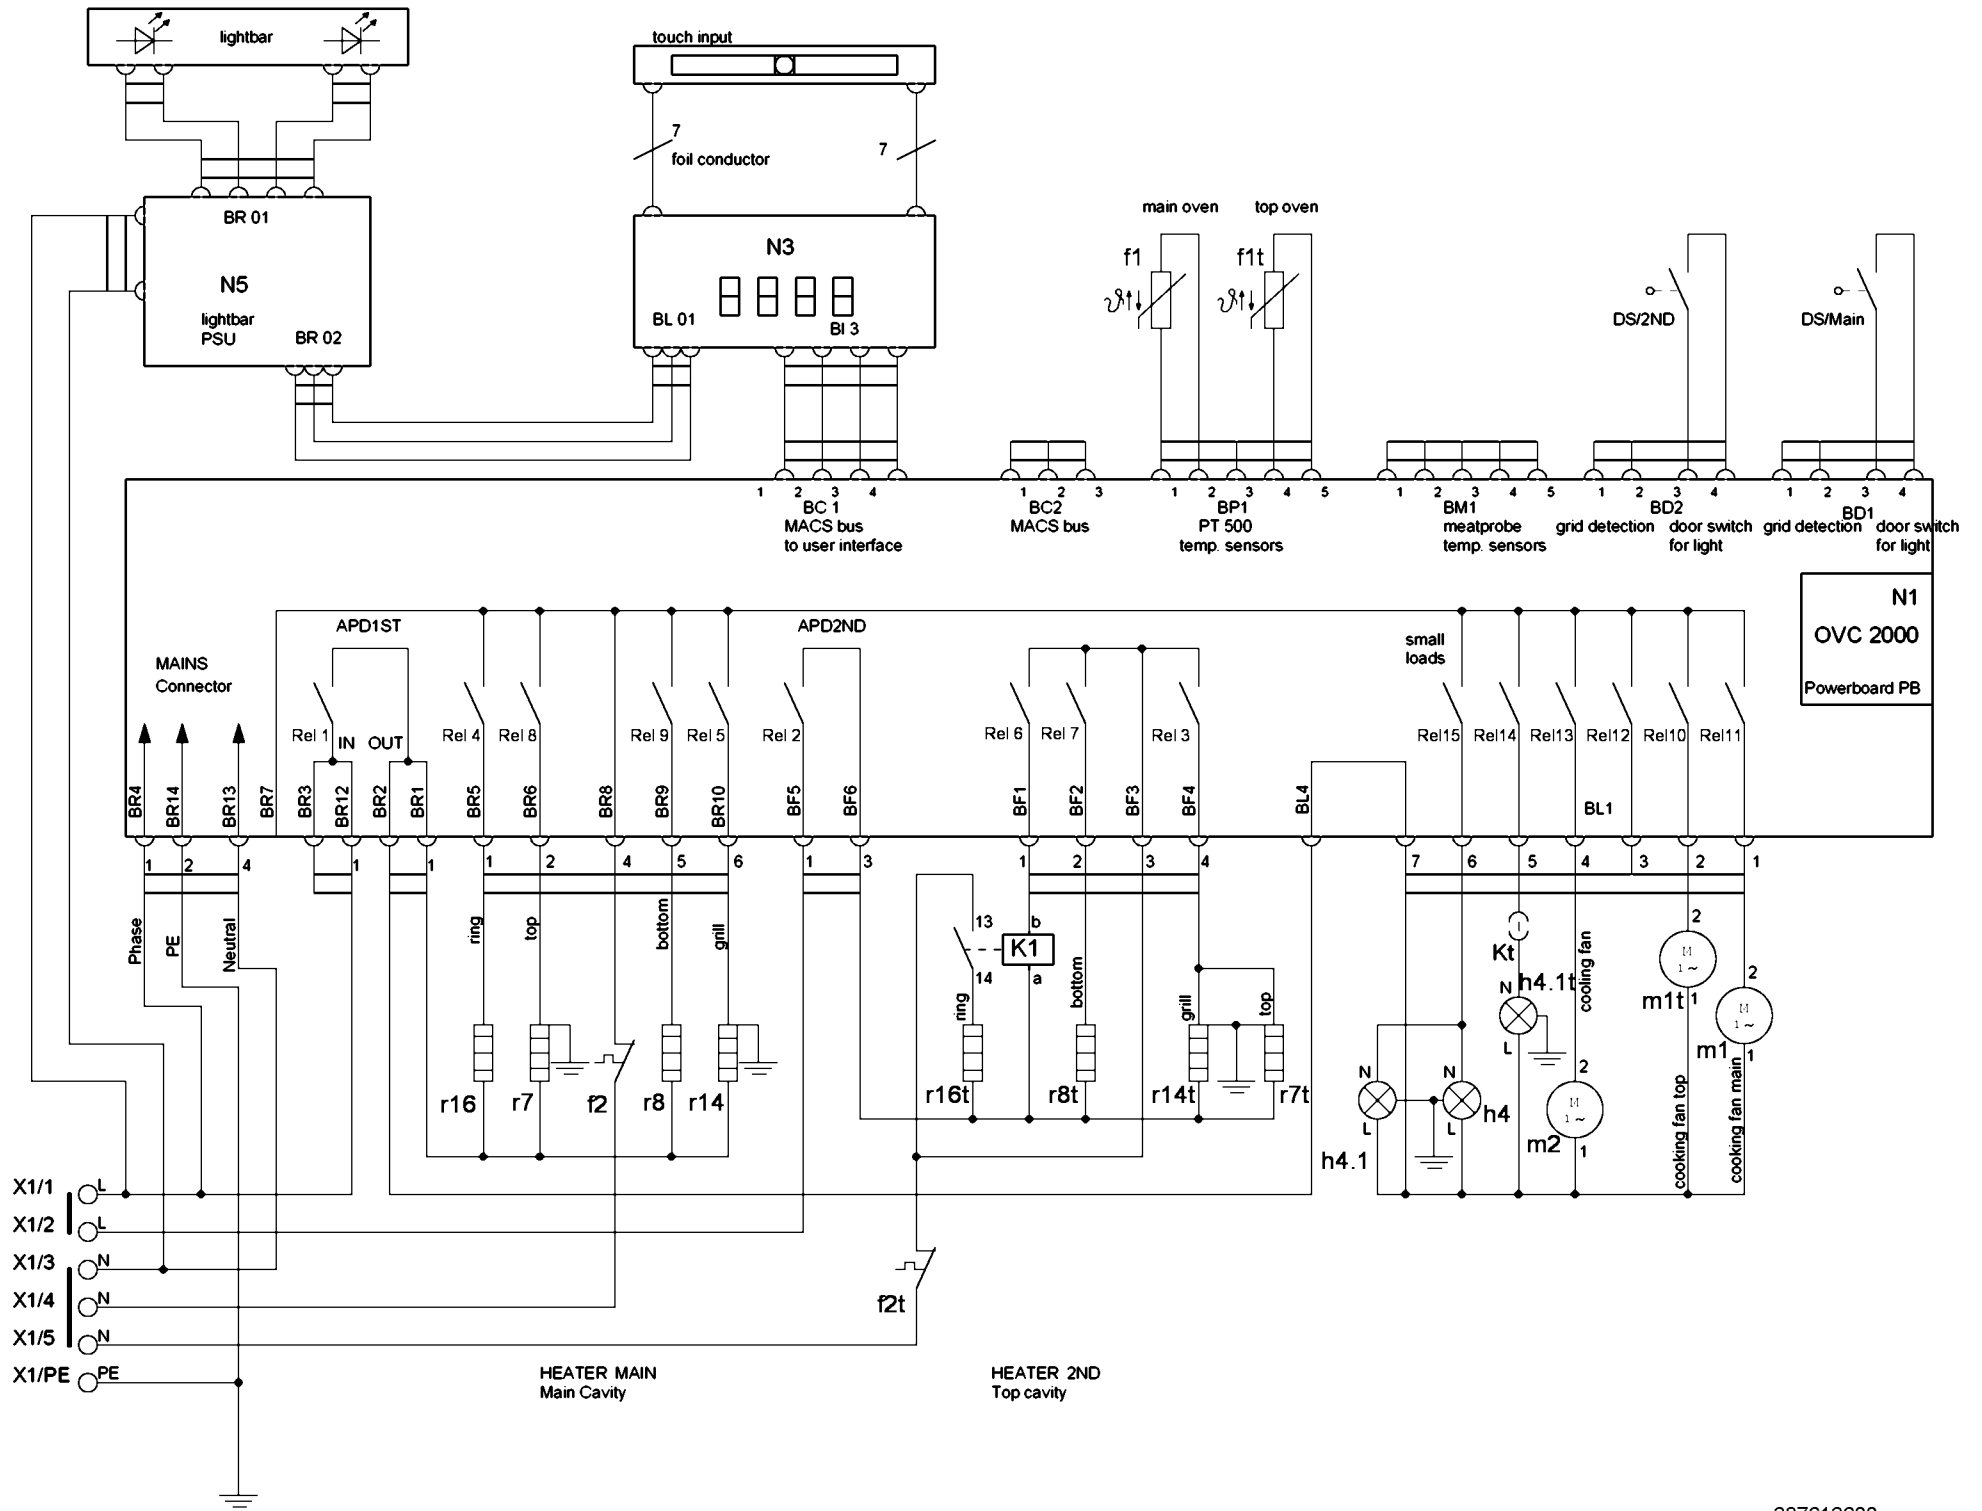 lightbar
touch input
7
foil conductor
7
main oven
top oven
BR 01
N3
f1
f1t
N5
lightbar
PSU
BL 01
BI 3
DS/2ND
DS/Main
BR 02
1 2 3 4
1 2 3
1 2 3 4 5
1 2 3 4 5
1 2 3 4
1 2 3 4
BC 1
MACS bus
to user interface
BC2
MACS bus
BP1
PT 500
temp. sensors
BM1
meatprobe
temp. sensors
BD2
grid detection
door switch
for light
BD1
grid detection
door switch
for light
N1
OVC 2000
Powerboard PB
APD1ST
APD2ND
small
loads
MAINS
Connector
Rel 1
IN
OUT
Rel 4
Rel 8
Rel 9
Rel 5
Rel 2
Rel 6
Rel 7
Rel 3
Rel15
Rel14
Rel13
Rel12
Rel10
Rel11
BR4
BR14
BR13
BR7
BR3
BR12
BR2
BR1
BR5
BR6
BR8
BR9
BR10
BF5
BF6
BF1
BF2
BF3
BF4
BL4
BL1
1 2 4 1 1 1 2 4 5 6 1 3 1 2 3 4 7 6 5 4 3 2 1
Phase
PE
Neutral
ring
top
bottom
grill
13
14
b
K1
a
ring
bottom
grill
top
Kt
N
h4.1t
L
cooling fan
2
M
1 ~
m1t
1
2
M
1 ~
m1
1
r16
r7
f2
r8
r14
r16t
r8t
r14t
r7t
N
L
h4.1
N
L
h4
2
M
1 ~
m2
1
cooking fan top
cooking fan main
X1/1 L
X1/2 L
X1/3 N
X1/4 N
X1/5 N
X1/PE PE
f2t
HEATER MAIN
Main Cavity
HEATER 2ND
Top cavity